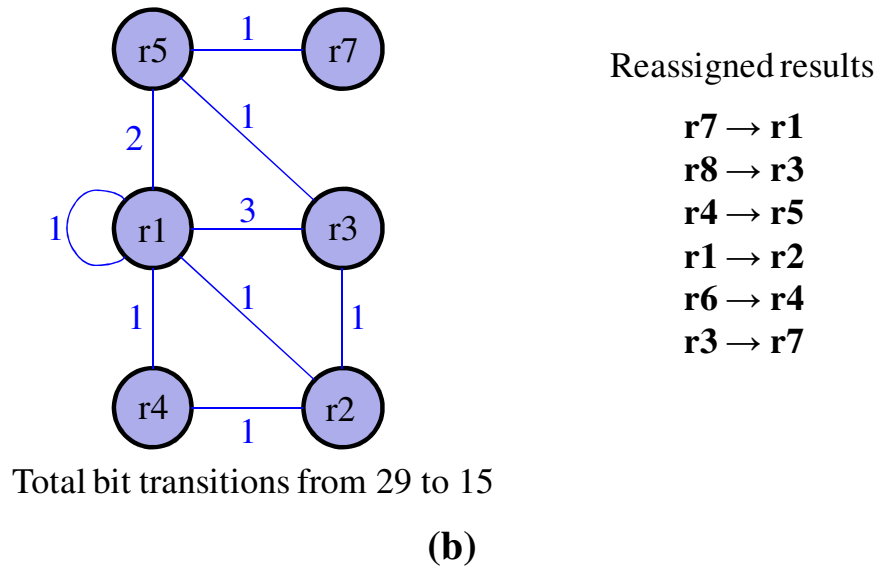 r5 1 r7
Reassigned results
2 1
r7 → r1
r8 → r3
r4 → r5
r1 → r2
r6 → r4
r3 → r7
1 r1 3 r3
1 1 1
r4 1 r2
Total bit transitions from 29 to 15
(b)